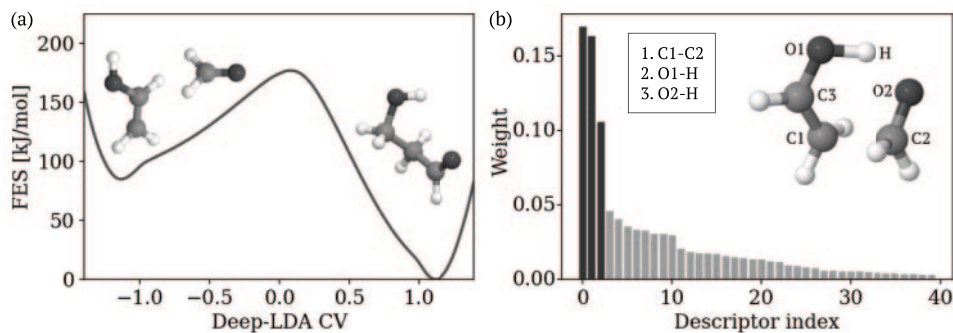 (a)
200
150
100
50
0
FES [kJ/mol]
−1.0 −0.5 0.0 0.5 1.0
Deep-LDA CV
(b)
0.15
0.10
0.05
0.00
Weight
1. C1-C2
2. O1-H
3. O2-H
O1
H
C3
O2
C1
C2
0 10 20 30 40
Descriptor index